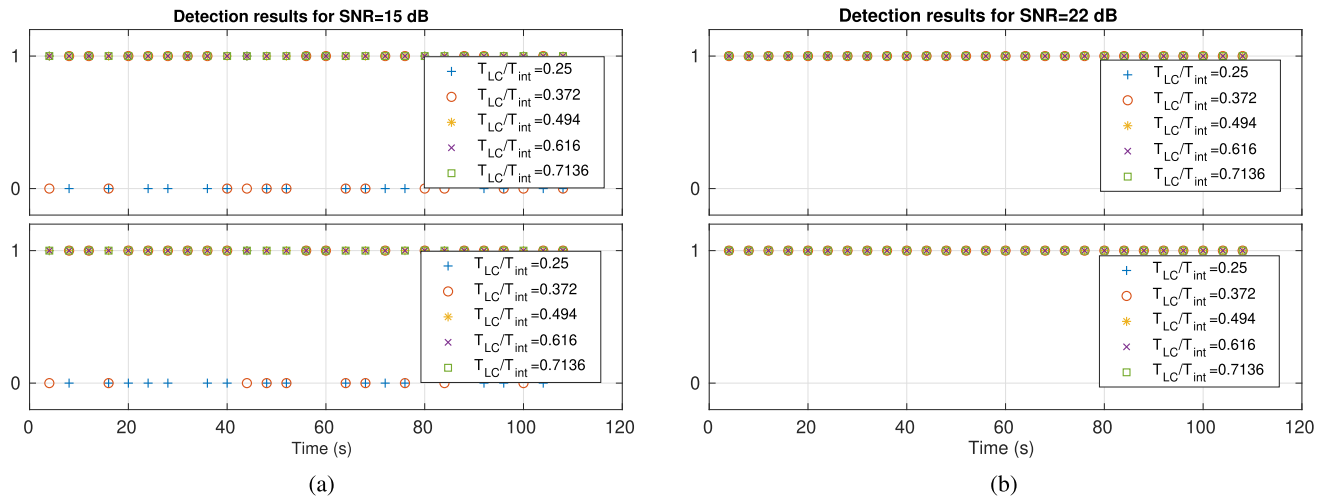 Detection results for SNR=15 dB
1
0
T_LC/T_int=0.25
T_LC/T_int=0.372
T_LC/T_int=0.494
T_LC/T_int=0.616
T_LC/T_int=0.7136
1
0
T_LC/T_int=0.25
T_LC/T_int=0.372
T_LC/T_int=0.494
T_LC/T_int=0.616
T_LC/T_int=0.7136
0 20 40 60 80 100 120
Time (s)
(a)
Detection results for SNR=22 dB
1
0
T_LC/T_int=0.25
T_LC/T_int=0.372
T_LC/T_int=0.494
T_LC/T_int=0.616
T_LC/T_int=0.7136
1
0
T_LC/T_int=0.25
T_LC/T_int=0.372
T_LC/T_int=0.494
T_LC/T_int=0.616
T_LC/T_int=0.7136
0 20 40 60 80 100 120
Time (s)
(b)